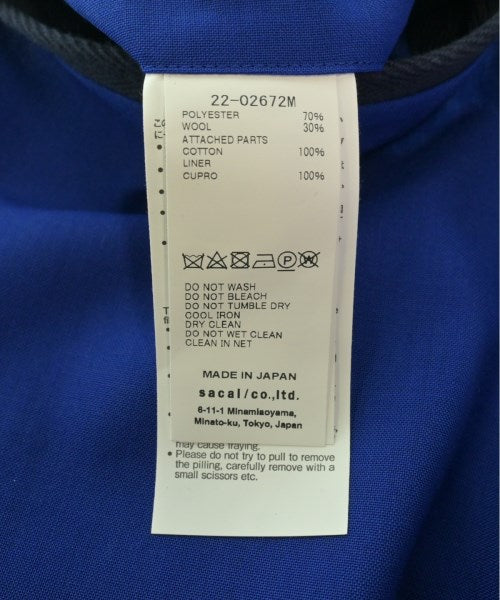 22-02672M
POLYESTER 70%
WOOL 30%
ATTACHED PARTS
COTTON 100%
LINER
CUPRO 100%
P W
DO NOT WASH
DO NOT BLEACH
DO NOT TUMBLE DRY
COOL IRON
DRY CLEAN
DO NOT WET CLEAN
CLEAN IN NET
MADE IN JAPAN
sacai/co.,ltd.
6-11-1 Minamiaoyama,
Minato-ku, Tokyo, Japan
may cause fraying.
• Please do not try to pull to remove
the pilling, carefully remove with a
small scissors etc.